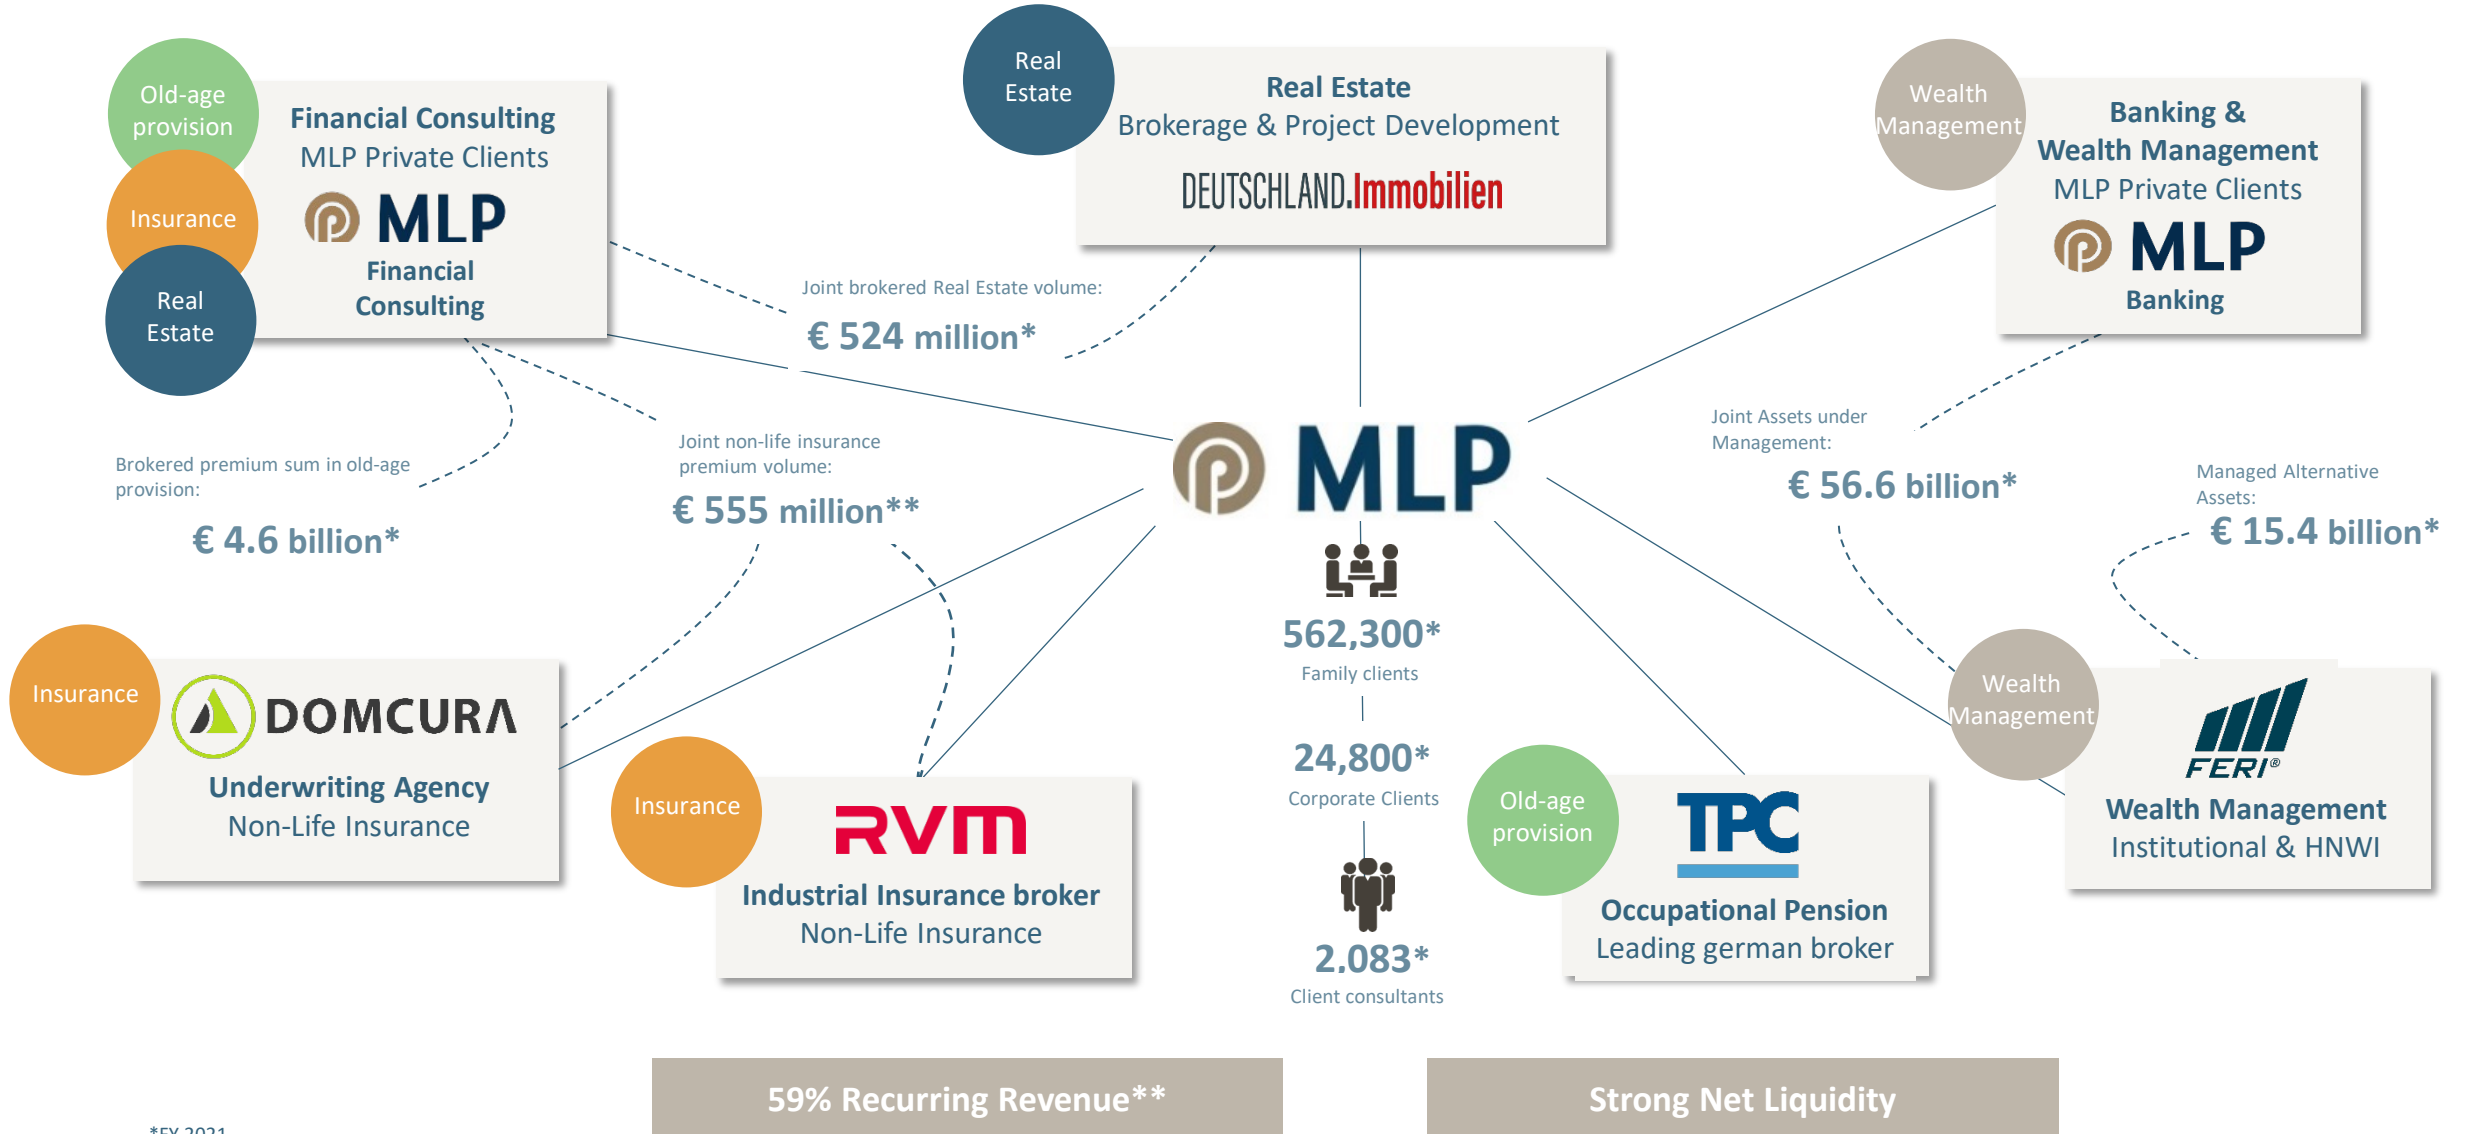 Old-age
provision
Insurance
Real
Estate
Financial Consulting
MLP Private Clients
MLP
Financial
Consulting
Real
Estate
Real Estate
Brokerage & Project Development
DEUTSCHLAND.Immobilien
Wealth
Management
Banking &
Wealth Management
MLP Private Clients
MLP
Banking
Joint brokered Real Estate volume:
€ 524 million*
Brokered premium sum in old-age
provision:
€ 4.6 billion*
Joint non-life insurance
premium volume:
€ 555 million**
MLP
Joint Assets under
Management:
€ 56.6 billion*
Managed Alternative
Assets:
€ 15.4 billion*
562,300*
Family clients
24,800*
Corporate Clients
2,083*
Client consultants
Insurance
DOMCURA
Underwriting Agency
Non-Life Insurance
Insurance
RVM
Industrial Insurance broker
Non-Life Insurance
Old-age
provision
TPC
Occupational Pension
Leading german broker
Wealth
Management
FERI®
Wealth Management
Institutional & HNWI
59% Recurring Revenue**
Strong Net Liquidity
*FY 2021